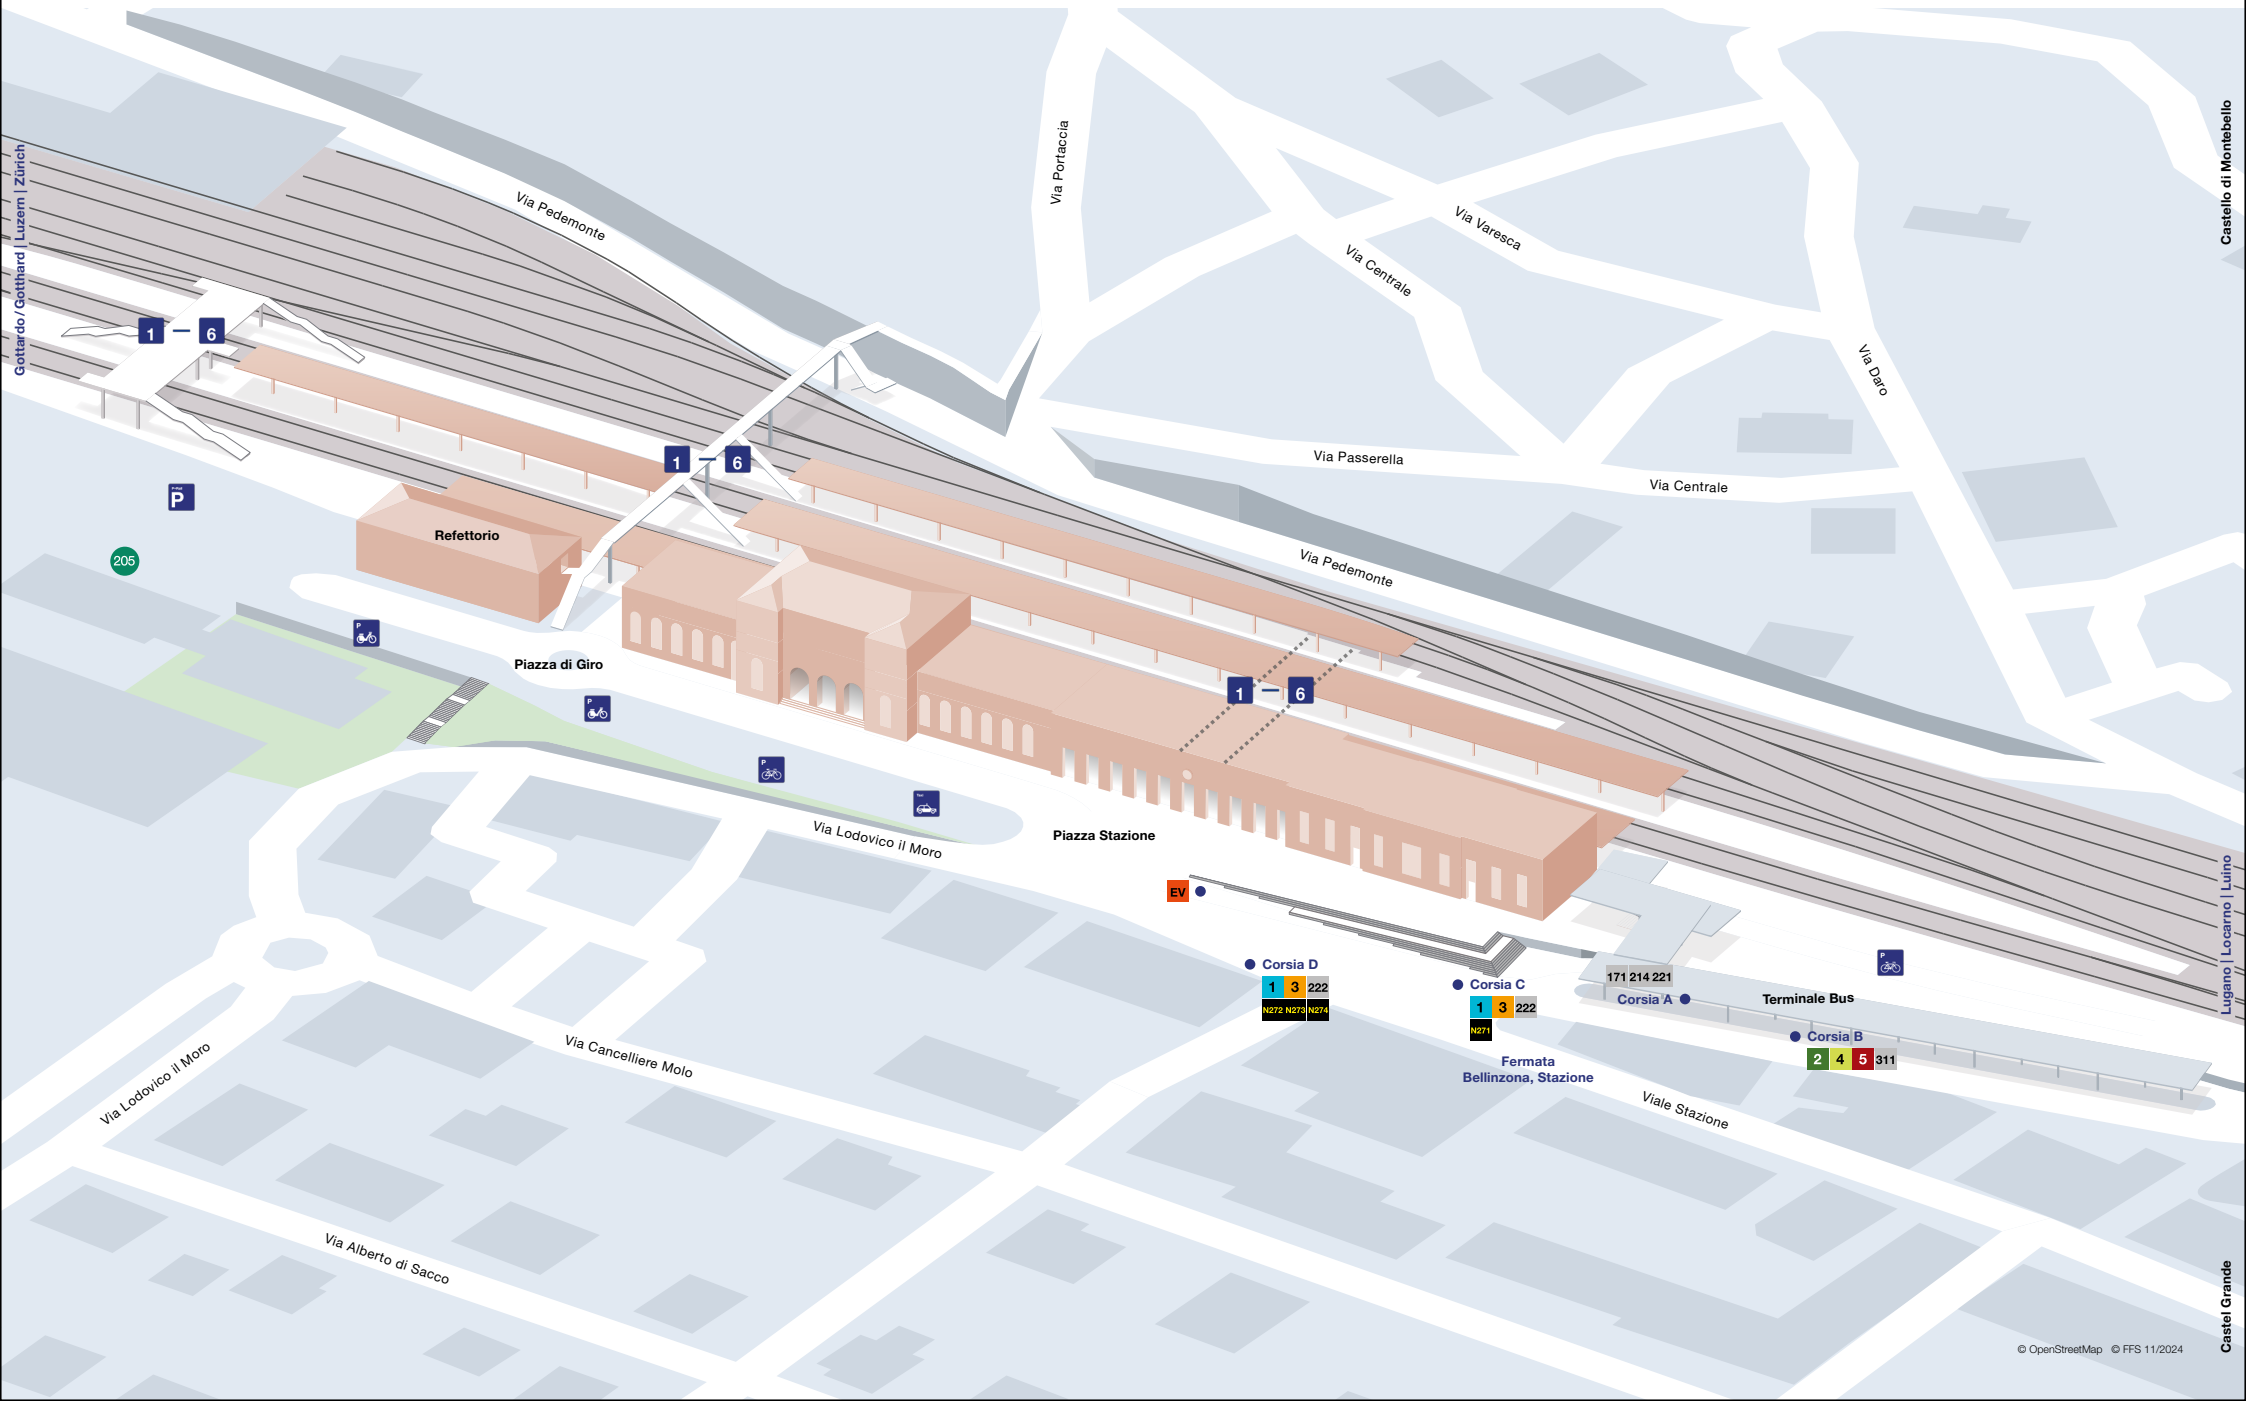 Castello di Montebello
Gottardo/Gotthard | Luzern | Zürich
Via Portaccia
Via Pedemonte
Via Varesca
Via Centrale
1 – 6
Via Daro
1 – 6
Via Passerella
Via Centrale
P+Rail
P
Refettorio
205
Via Pedemonte
P
Piazza di Giro
1 – 6
P
P
Taxi
Via Lodovico il Moro
Piazza Stazione
EV
Lugano | Locarno | Luino
P
Corsia D
1 3 222
N272 N273 N274
Corsia C
1 3 222
N271
171 214 221
Corsia A
Terminale Bus
Corsia B
2 4 5 311
Fermata
Bellinzona, Stazione
Via Lodovico il Moro
Via Cancelliere Molo
Viale Stazione
Via Alberto di Sacco
Castel Grande
© OpenStreetMap © FFS 11/2024